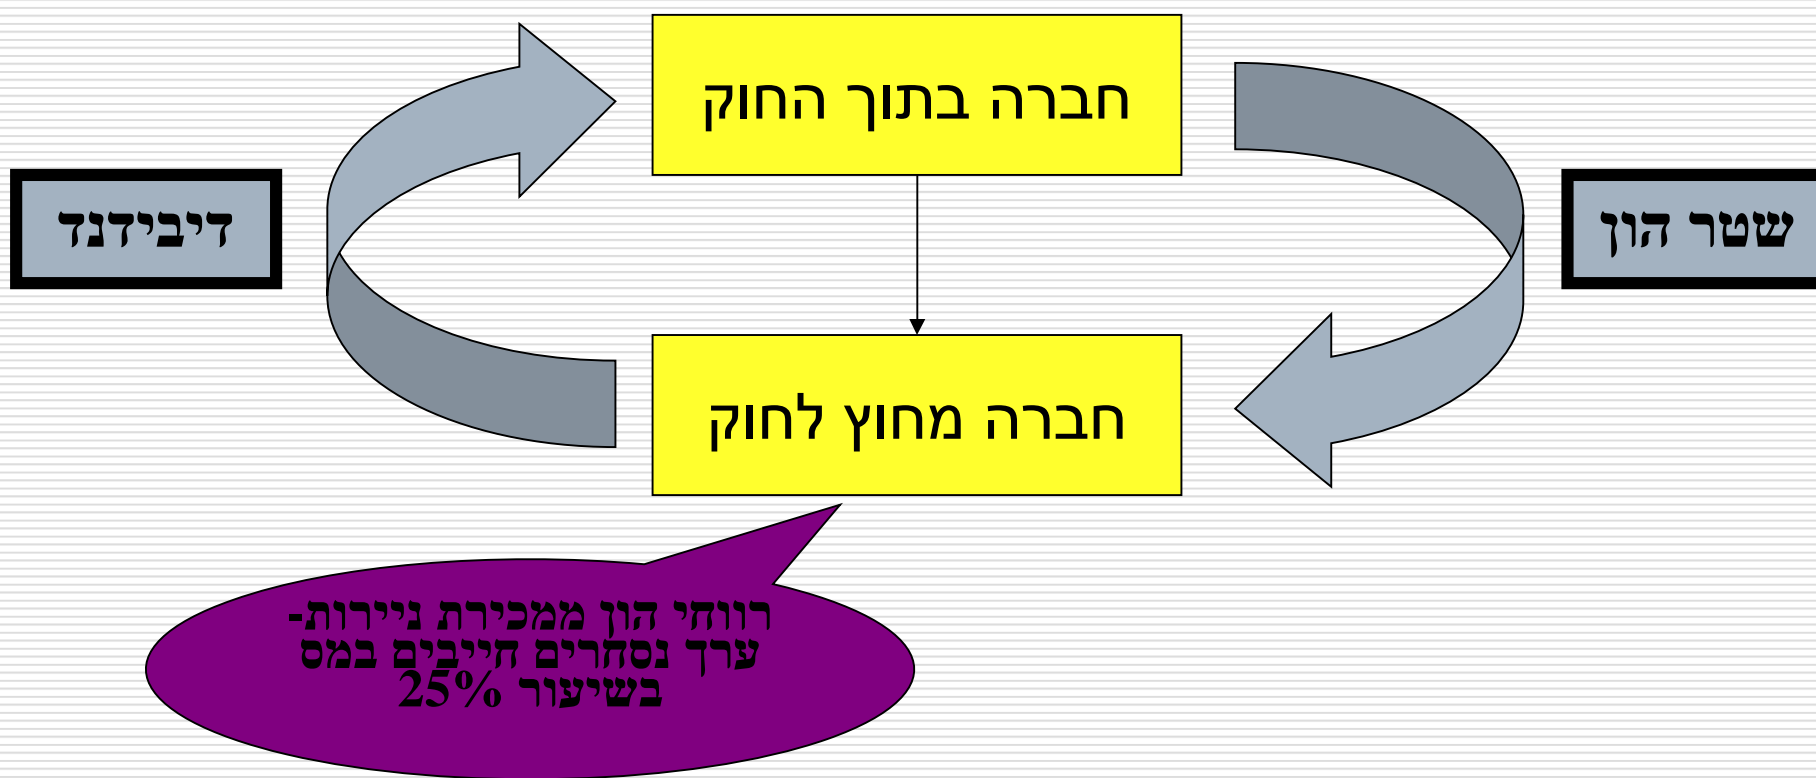 חברה בתוך החוק
שטר הון
דיבידנד
חברה מחוץ לחוק
רווחי הון ממכירת ניירות-
ערך נסחרים חייבים במס
בשיעור 25%